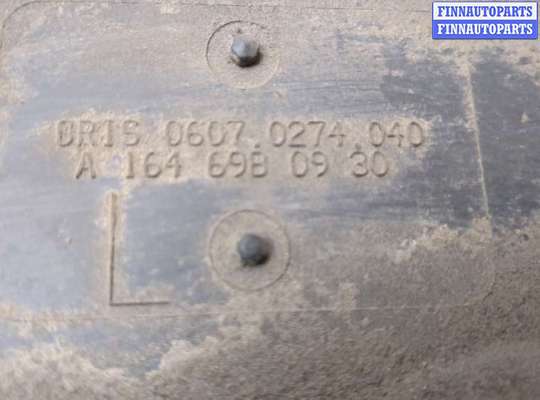 FINNAUTOPARTS
FINNAUTOPARTS
ORIS 0607.0274.040
A 164 698 09 30
L